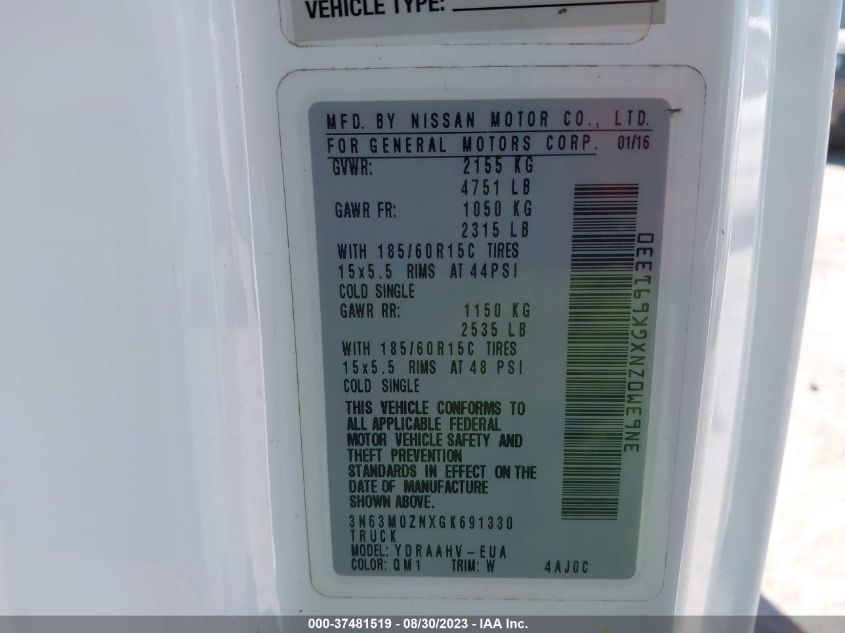 VEHICLE TYPE:
MFD. BY NISSAN MOTOR CO., LTD.
FOR GENERAL MOTORS CORP. 01/16
GVWR: 2155 KG
4751 LB
GAWR FR: 1050 KG
2315 LB
WITH 185/60R15C TIRES
15x5.5 RIMS AT 44PSI
COLD SINGLE
GAWR RR: 1150 KG
2535 LB
WITH 185/60R15C TIRES
15x5.5 RIMS AT 48 PSI
COLD SINGLE
THIS VEHICLE CONFORMS TO
ALL APPLICABLE FEDERAL
MOTOR VEHICLE SAFETY AND
THEFT PREVENTION
STANDARDS IN EFFECT ON THE
DATE OF MANUFACTURE
SHOWN ABOVE.
3N63M0ZNXGK691330
TRUCK
MODEL: YDRAAHV-EUA
COLOR: QM1 TRIM: W 4AJ0C
3N63M0ZNXGK691330
000-37481519 - 08/30/2023 - IAA Inc.